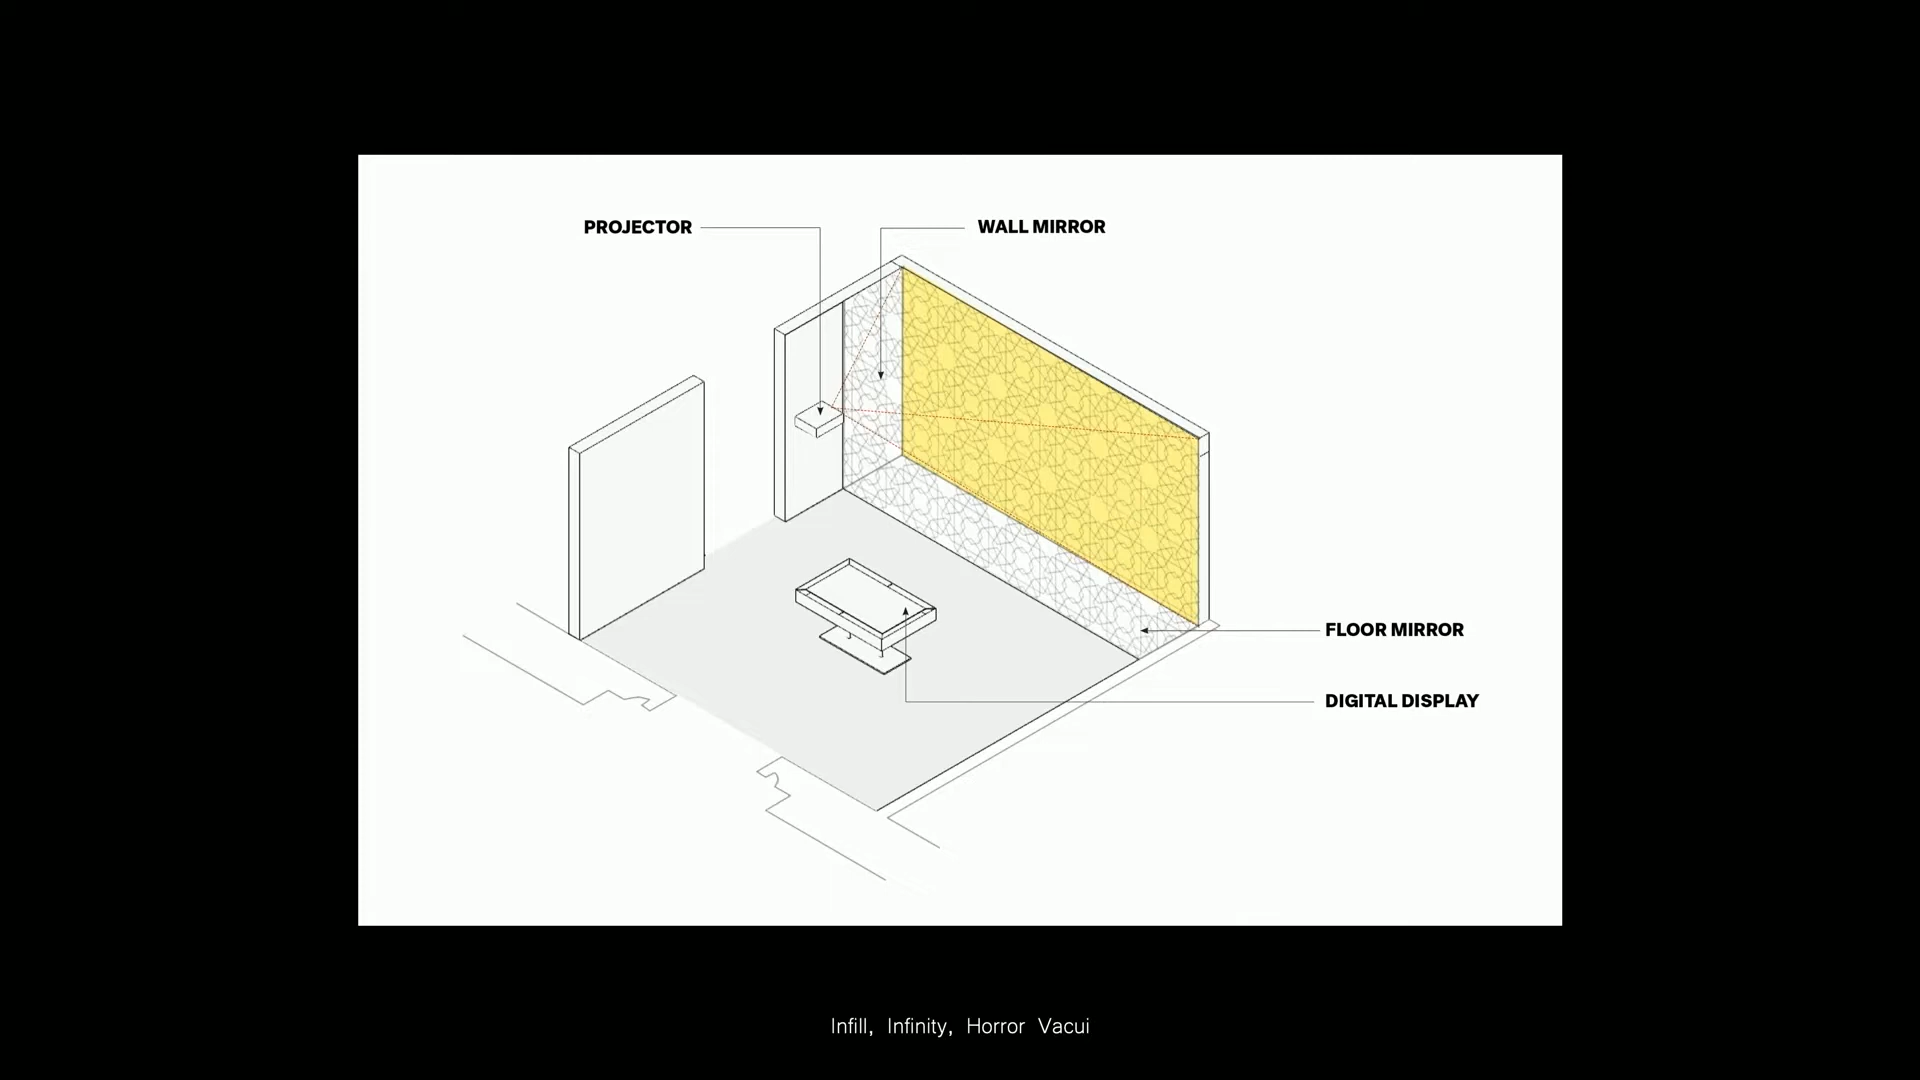 PROJECTOR
WALL MIRROR
FLOOR MIRROR
DIGITAL DISPLAY
Infill, Infinity, Horror Vacui